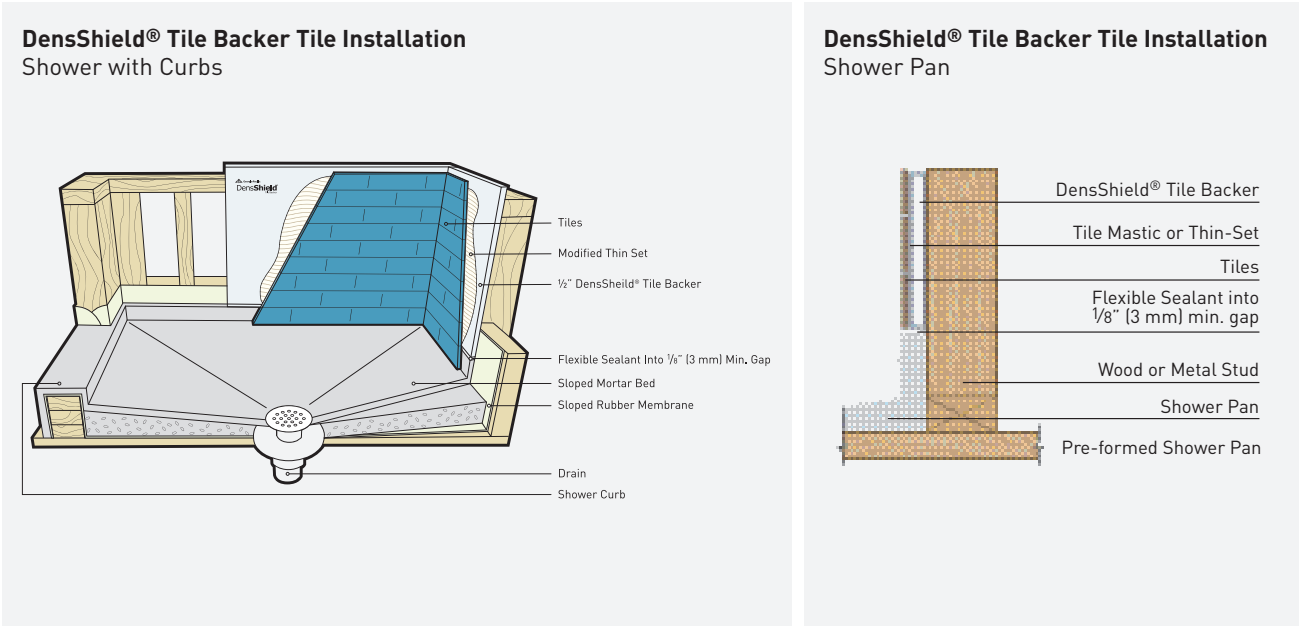 DensShield® Tile Backer Tile Installation
Shower with Curbs
DensShield
Tiles
Modified Thin Set
½” DensSheild® Tile Backer
Flexible Sealant Into ⅛” (3 mm) Min. Gap
Sloped Mortar Bed
Sloped Rubber Membrane
Drain
Shower Curb
DensShield® Tile Backer Tile Installation
Shower Pan
DensShield® Tile Backer
Tile Mastic or Thin-Set
Tiles
Flexible Sealant into
⅛” (3 mm) min. gap
Wood or Metal Stud
Shower Pan
Pre-formed Shower Pan